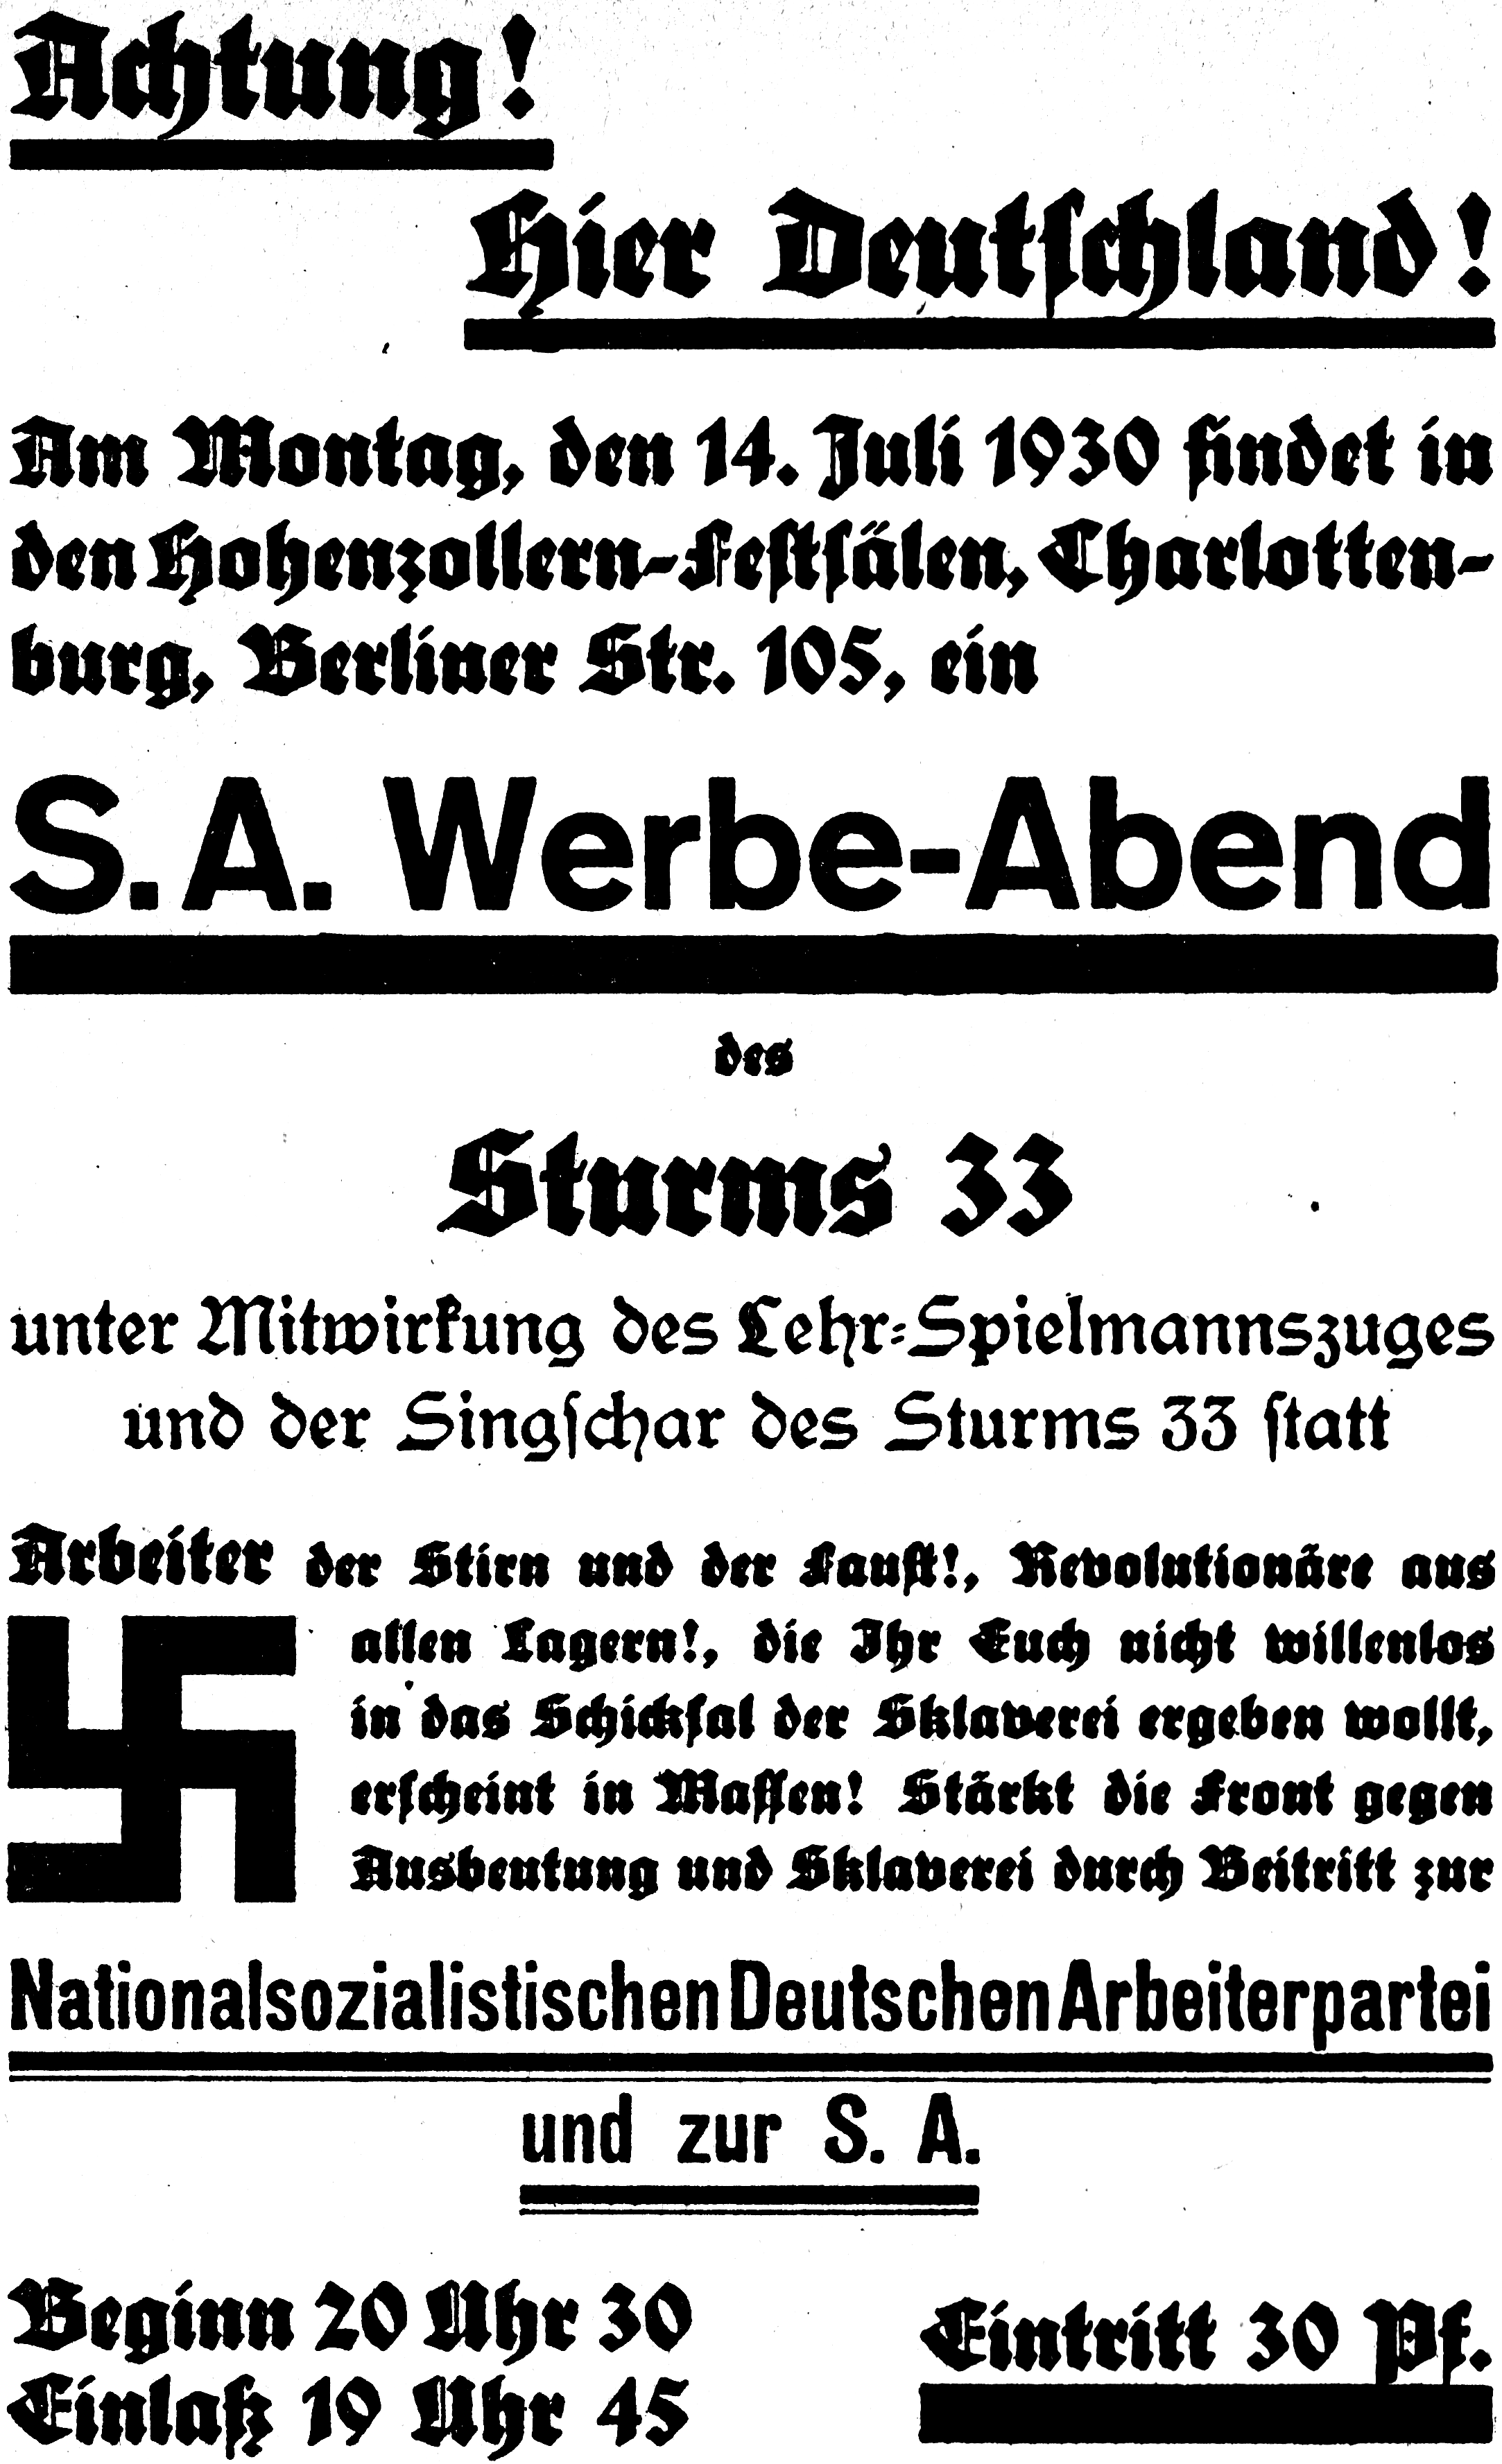 Achtung!
Hier Deutschland!
Am Montag, den 14. Juli 1930 findet in
den Hohenzollern-Festsälen, Charlotten-
burg, Berliner Str. 105, ein
S. A. Werbe-Abend
des
Sturms 33
unter Mitwirkung des Lehr-Spielmannszuges
und der Singschar des Sturms 33 statt
Arbeiter der Stirn und der Faust!, Revolutionäre aus
allen Lagern!, die Ihr Euch nicht willenlos
in das Schicksal der Sklaverei ergeben wollt,
erscheint in Massen! Stärkt die Front gegen
Ausbeutung und Sklaverei durch Beitritt zur
Nationalsozialistischen Deutschen Arbeiterpartei
und zur S. A.
Beginn 20 Uhr 30
Einlaß 19 Uhr 45
Eintritt 30 Pf.